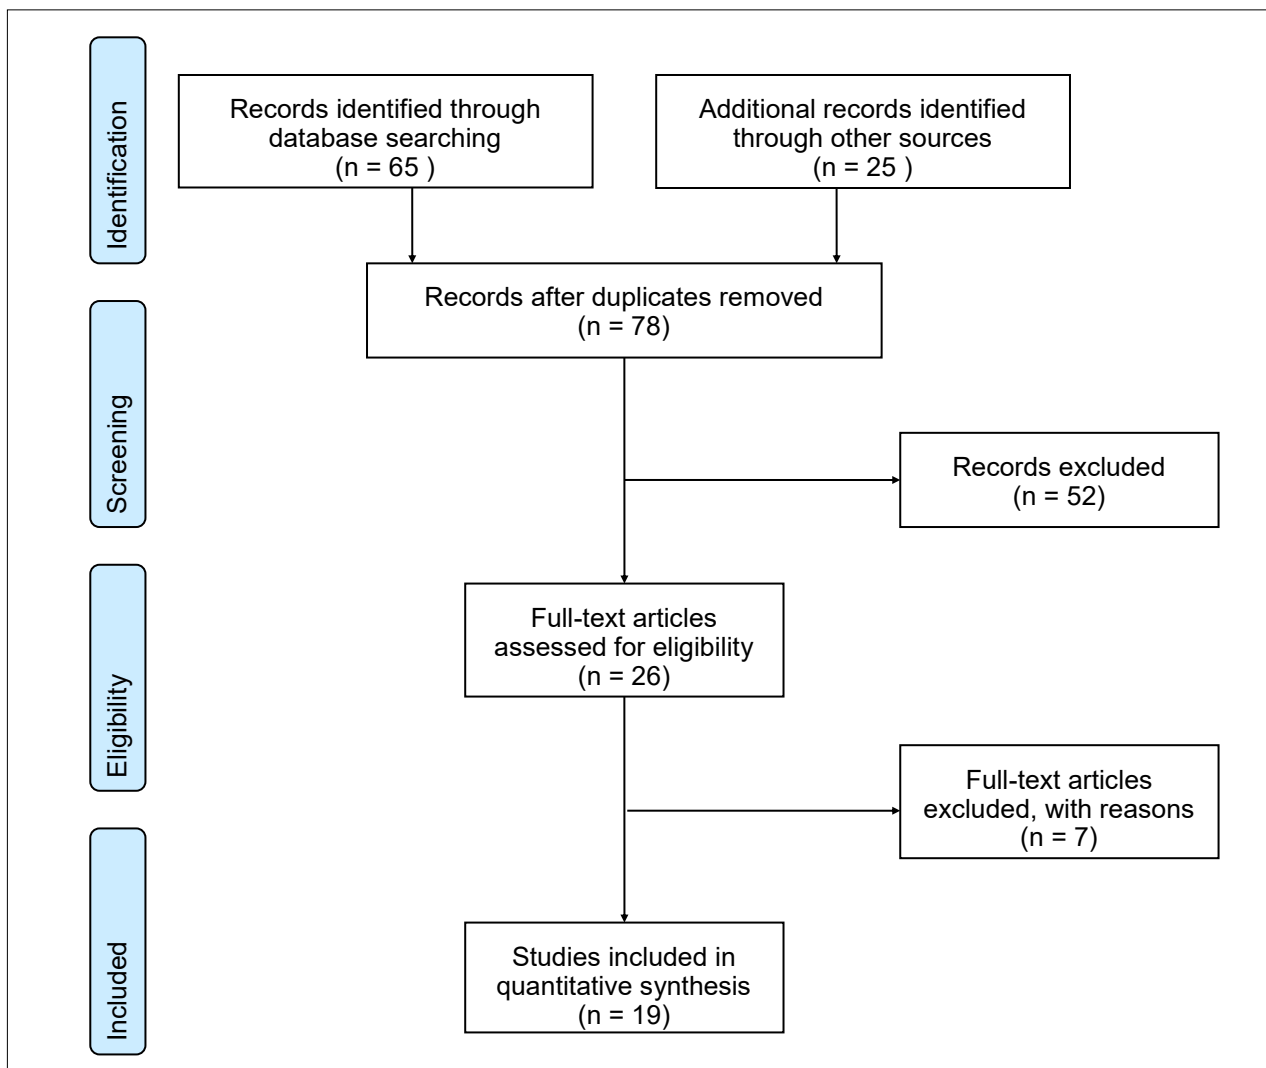 Identification
Records identified through
database searching
(n = 65 )
Additional records identified
through other sources
(n = 25 )
Records after duplicates removed
(n = 78)
Screening
Records excluded
(n = 52)
Eligibility
Full-text articles
assessed for eligibility
(n = 26)
Full-text articles
excluded, with reasons
(n = 7)
Included
Studies included in
quantitative synthesis
(n = 19)